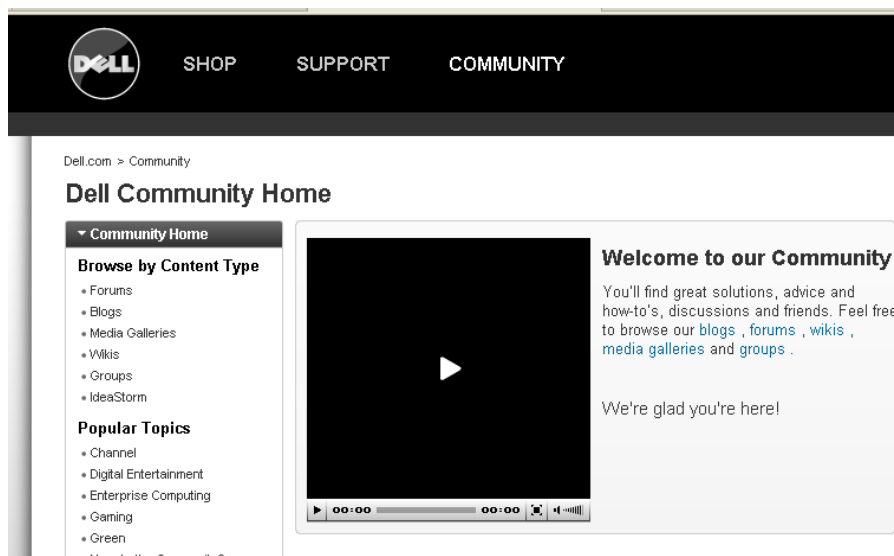 DELL
SHOP
SUPPORT
COMMUNITY
Dell.com > Community
Dell Community Home
Community Home
Browse by Content Type
Forums
Blogs
Media Galleries
Wikis
Groups
IdeaStorm
Popular Topics
Channel
Digital Entertainment
Enterprise Computing
Gaming
Green
00:00
00:00
Welcome to our Community
You'll find great solutions, advice and
how-to's, discussions and friends. Feel free
to browse our blogs , forums , wikis ,
media galleries and groups .
We're glad you're here!